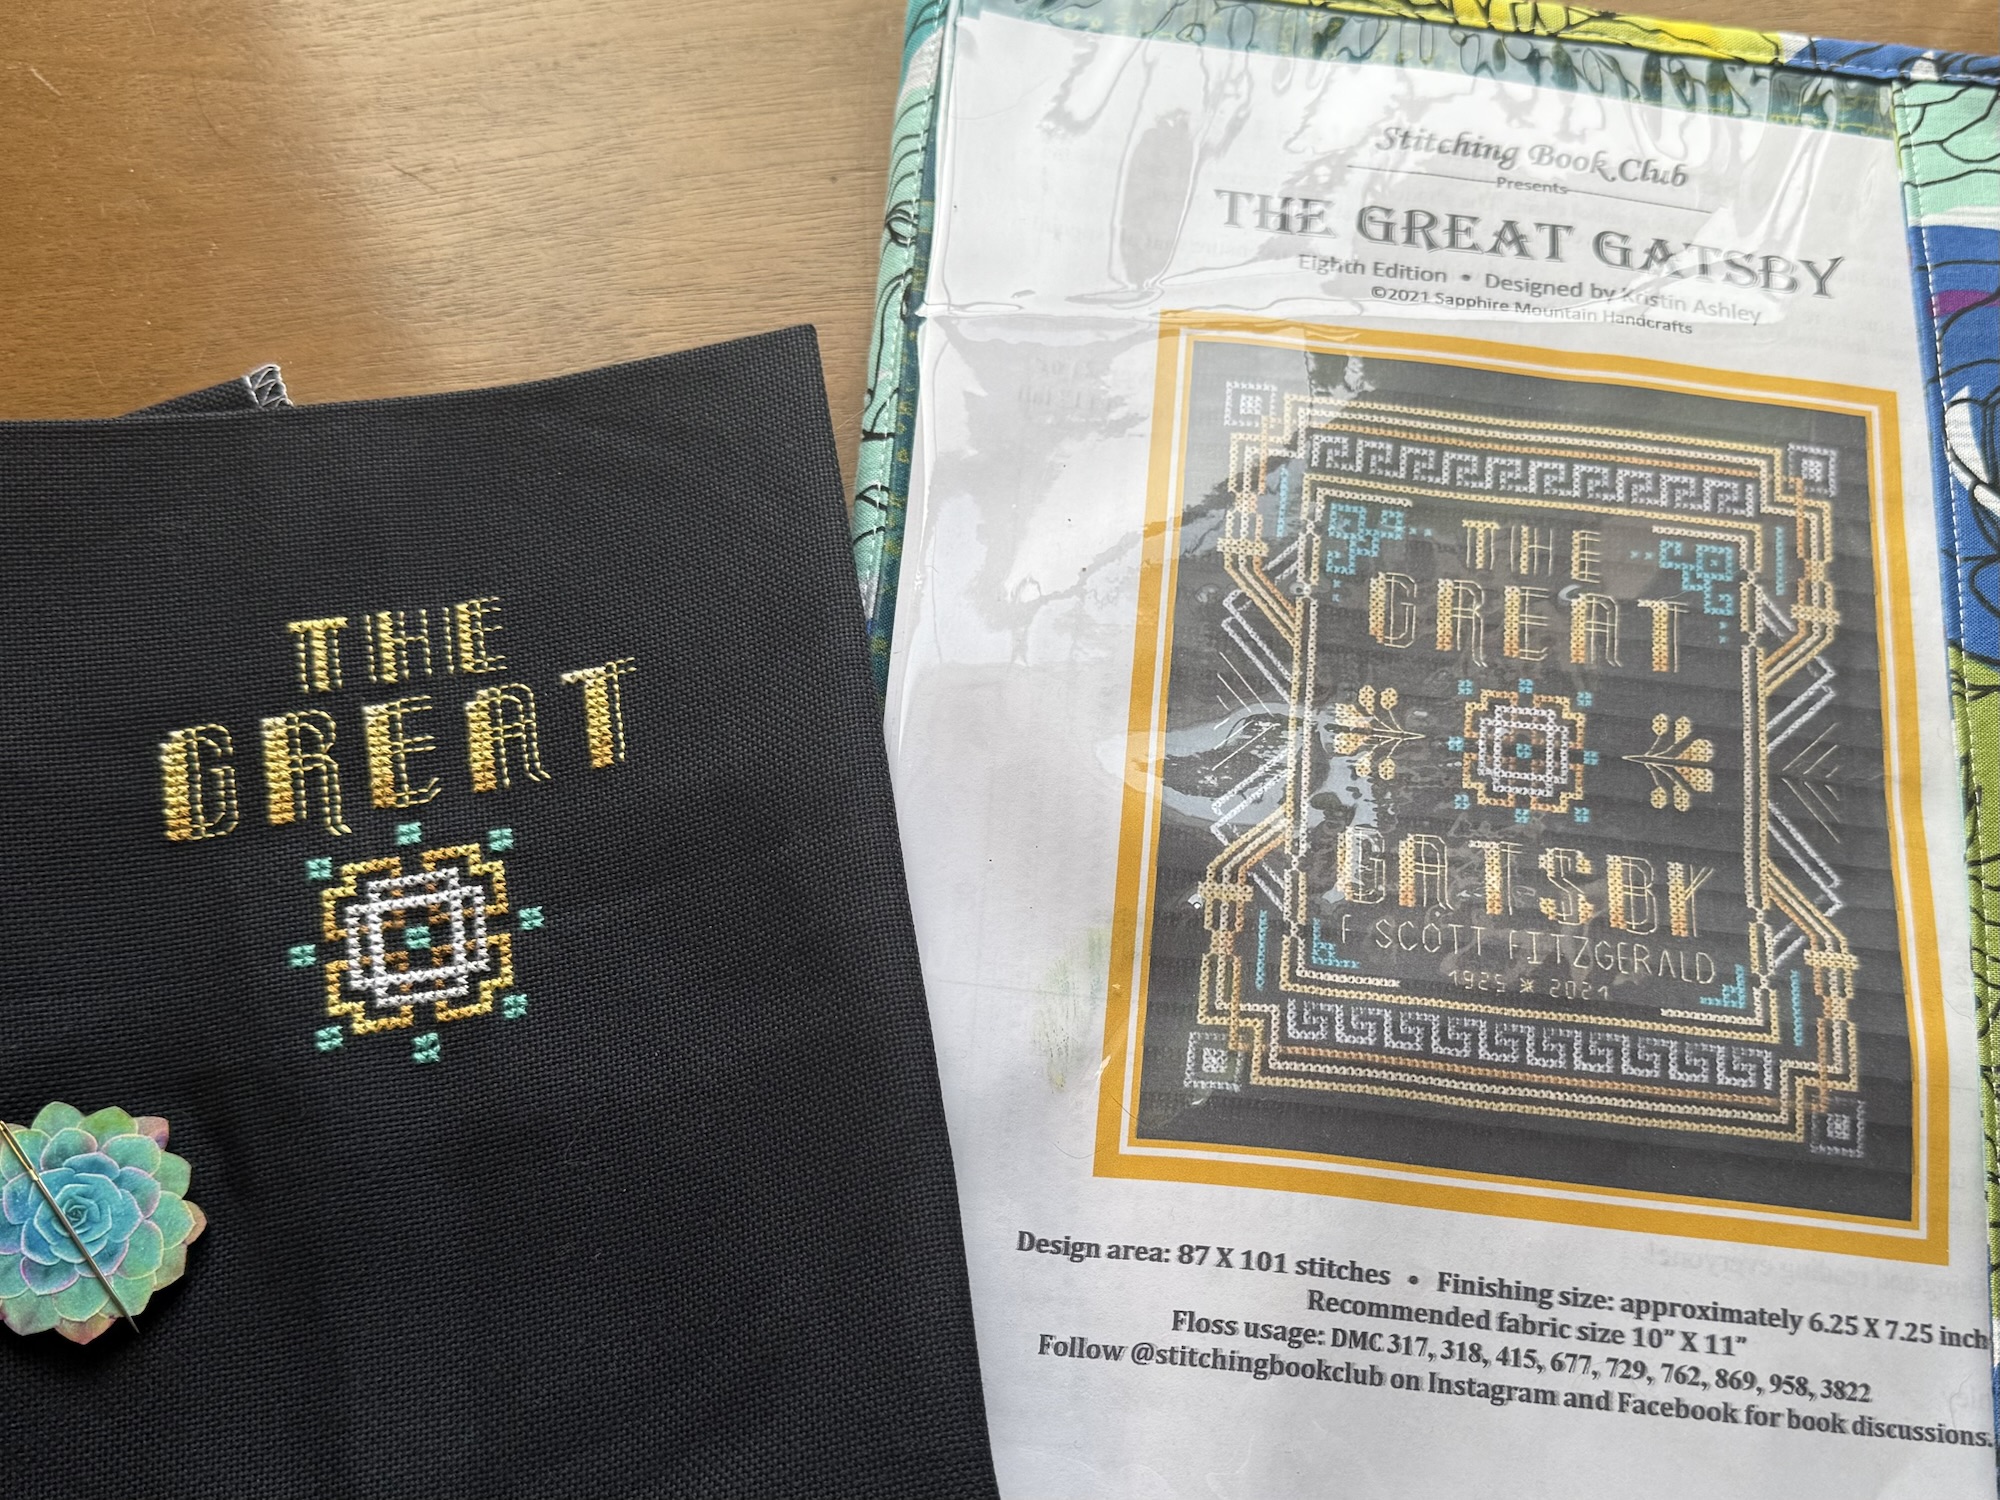 THE
GREAT
Stitching Book Club
Presents
THE GREAT GATSBY
Eighth Edition • Designed by Kristin Ashley
©2021 Sapphire Mountain Handcrafts
THE
GREAT
GATSBY
F SCOTT FITZGERALD
1925 * 2021
Design area: 87 X 101 stitches • Finishing size: approximately 6.25 X 7.25 inch
Recommended fabric size 10” X 11”
Floss usage: DMC 317, 318, 415, 677, 729, 762, 869, 958, 3822
Follow @stitchingbookclub on Instagram and Facebook for book discussions.